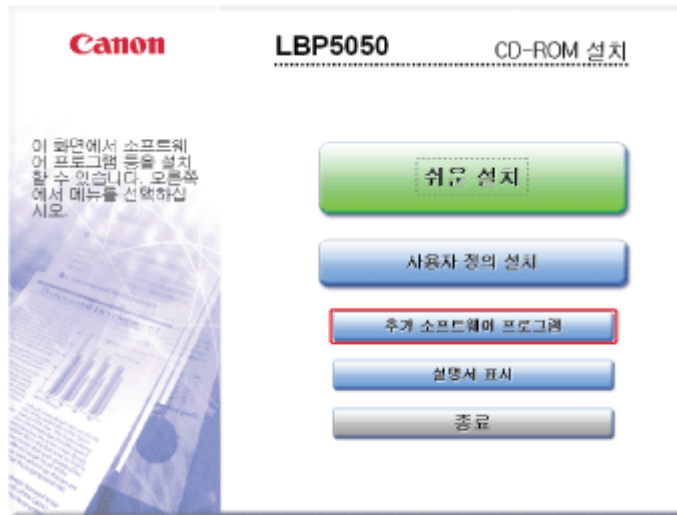 Canon
LBP5050
CD-ROM 설치
이 화면에서 소프트웨
어 프로그램 등을 설치
할 수 있습니다. 오른쪽
에서 메뉴를 선택하십
시오.
쉬운 설치
사용자 정의 설치
추가 소프트웨어 프로그램
설명서 표시
종료